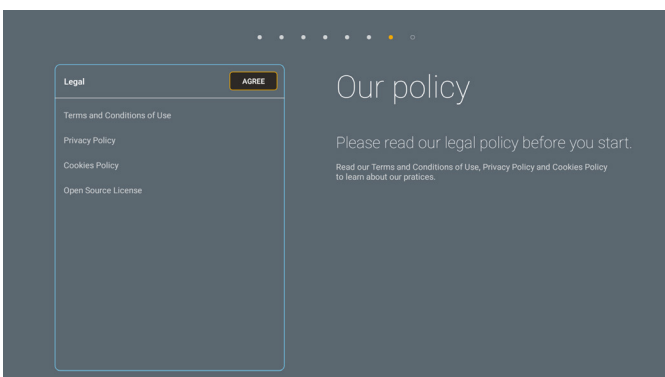 Legal
AGREE
Terms and Conditions of Use
Privacy Policy
Cookies Policy
Open Source License
Our policy
Please read our legal policy before you start.
Read our Terms and Conditions of Use, Privacy Policy and Cookies Policy
to learn about our pratices.